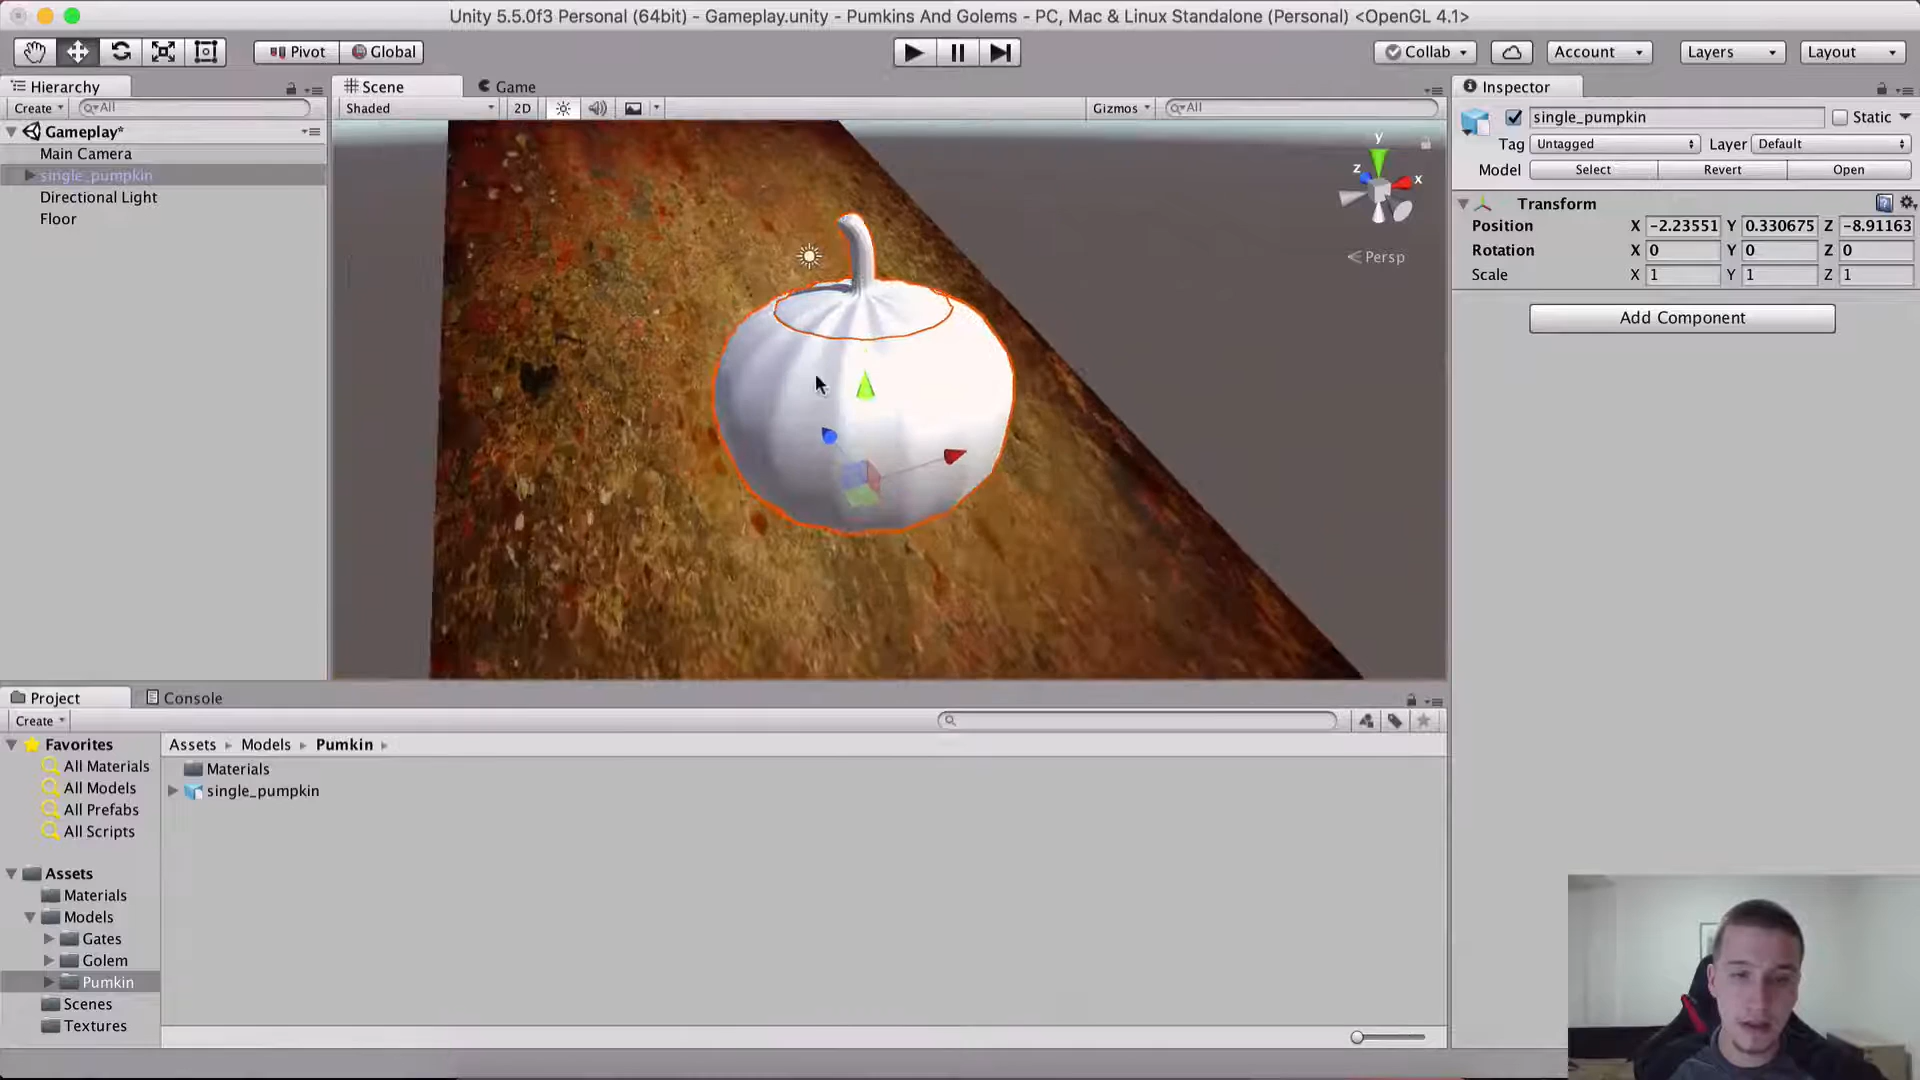 Unity 5.5.0f3 Personal (64bit) - Gameplay.unity - Pumkins And Golems - PC, Mac & Linux Standalone (Personal) <OpenGL 4.1>
Pivot Global Collab Account Layers Layout
Hierarchy
Create All
Gameplay*
Main Camera
single_pumpkin
Directional Light
Floor
Scene Game
Shaded 2D Gizmos All
y
z
x
Persp
Inspector
single_pumpkin Static
Tag Untagged Layer Default
Model Select Revert Open
Transform
Position X -2.23551 Y 0.330675 Z -8.91163
Rotation X 0 Y 0 Z 0
Scale X 1 Y 1 Z 1
Add Component
Project Console
Create
Favorites
All Materials
All Models
All Prefabs
All Scripts
Assets
Materials
Models
Gates
Golem
Pumkin
Scenes
Textures
Assets Models Pumkin
Materials
single_pumpkin